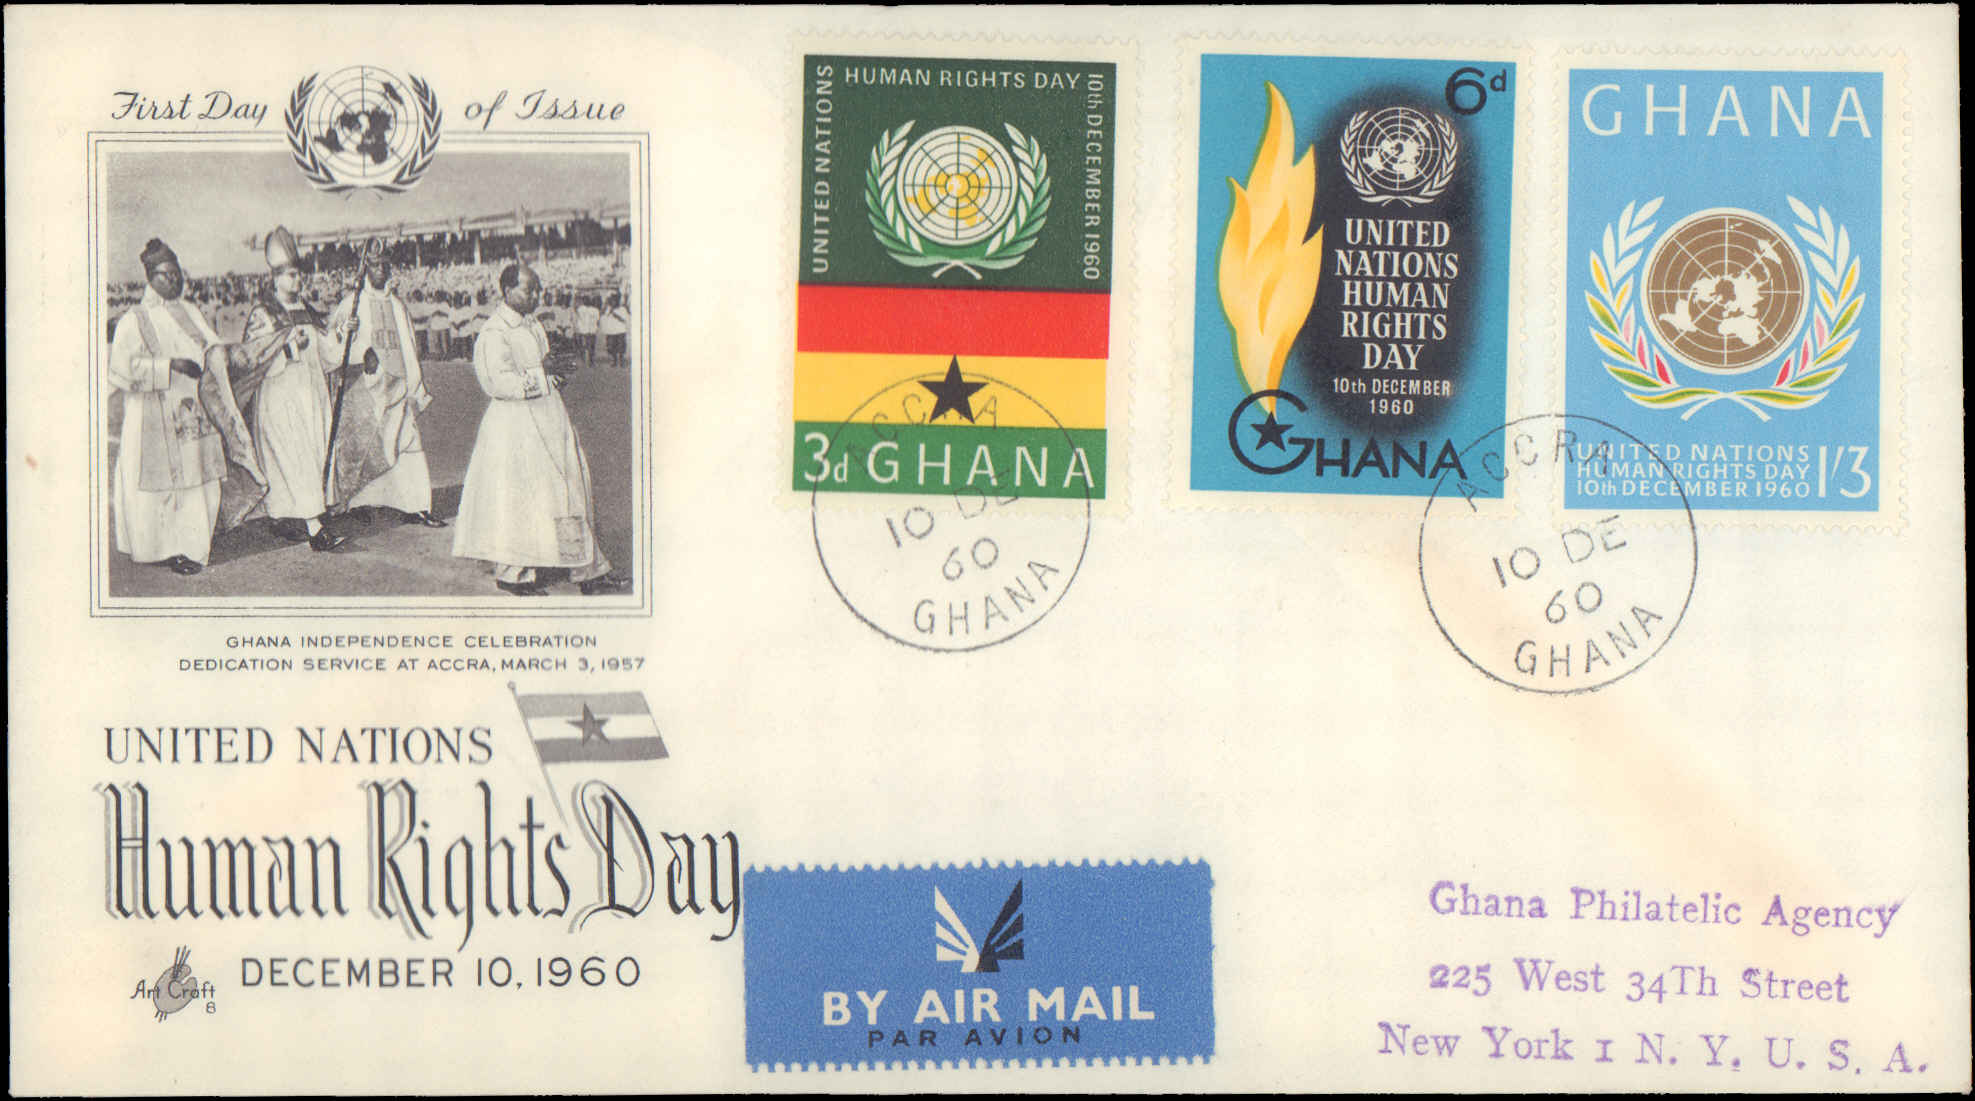 First Day of Issue
GHANA INDEPENDENCE CELEBRATION
DEDICATION SERVICE AT ACCRA, MARCH 3, 1957
UNITED NATIONS
Human Rights Day
DECEMBER 10, 1960
Art Craft
6
UNITED NATIONS
HUMAN RIGHTS DAY
10th DECEMBER 1960
3d GHANA
6d
UNITED
NATIONS
HUMAN
RIGHTS
DAY
10th DECEMBER
1960
GHANA
GHANA
UNITED NATIONS
HUMAN RIGHTS DAY
10th DECEMBER 1960
1/3
ACCRA
10 DE
60
GHANA
ACCRA
10 DE
60
GHANA
BY AIR MAIL
PAR AVION
Ghana Philatelic Agency
225 West 34Th Street
New York 1 N. Y. U. S. A.